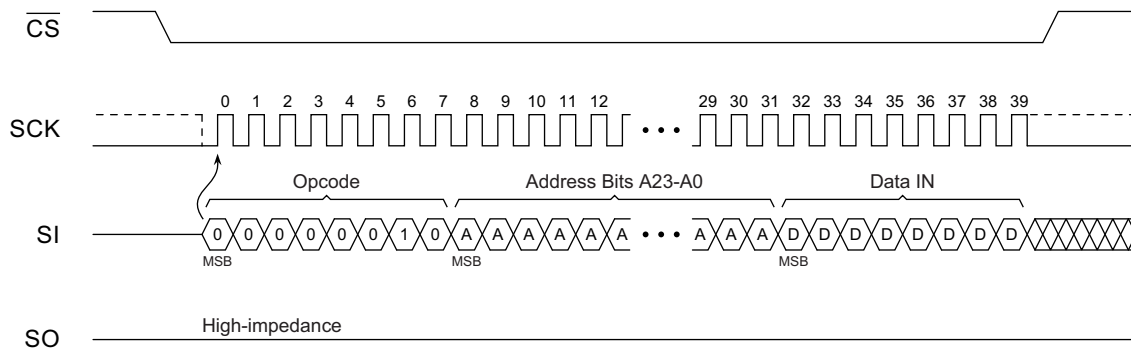 CS
0 1 2 3 4 5 6 7 8 9 10 11 12 29 30 31 32 33 34 35 36 37 38 39
SCK
Opcode Address Bits A23-A0 Data IN
SI 0 0 0 0 0 0 1 0 A A A A A A A A A D D D D D D D D
MSB MSB MSB
High-impedance
SO